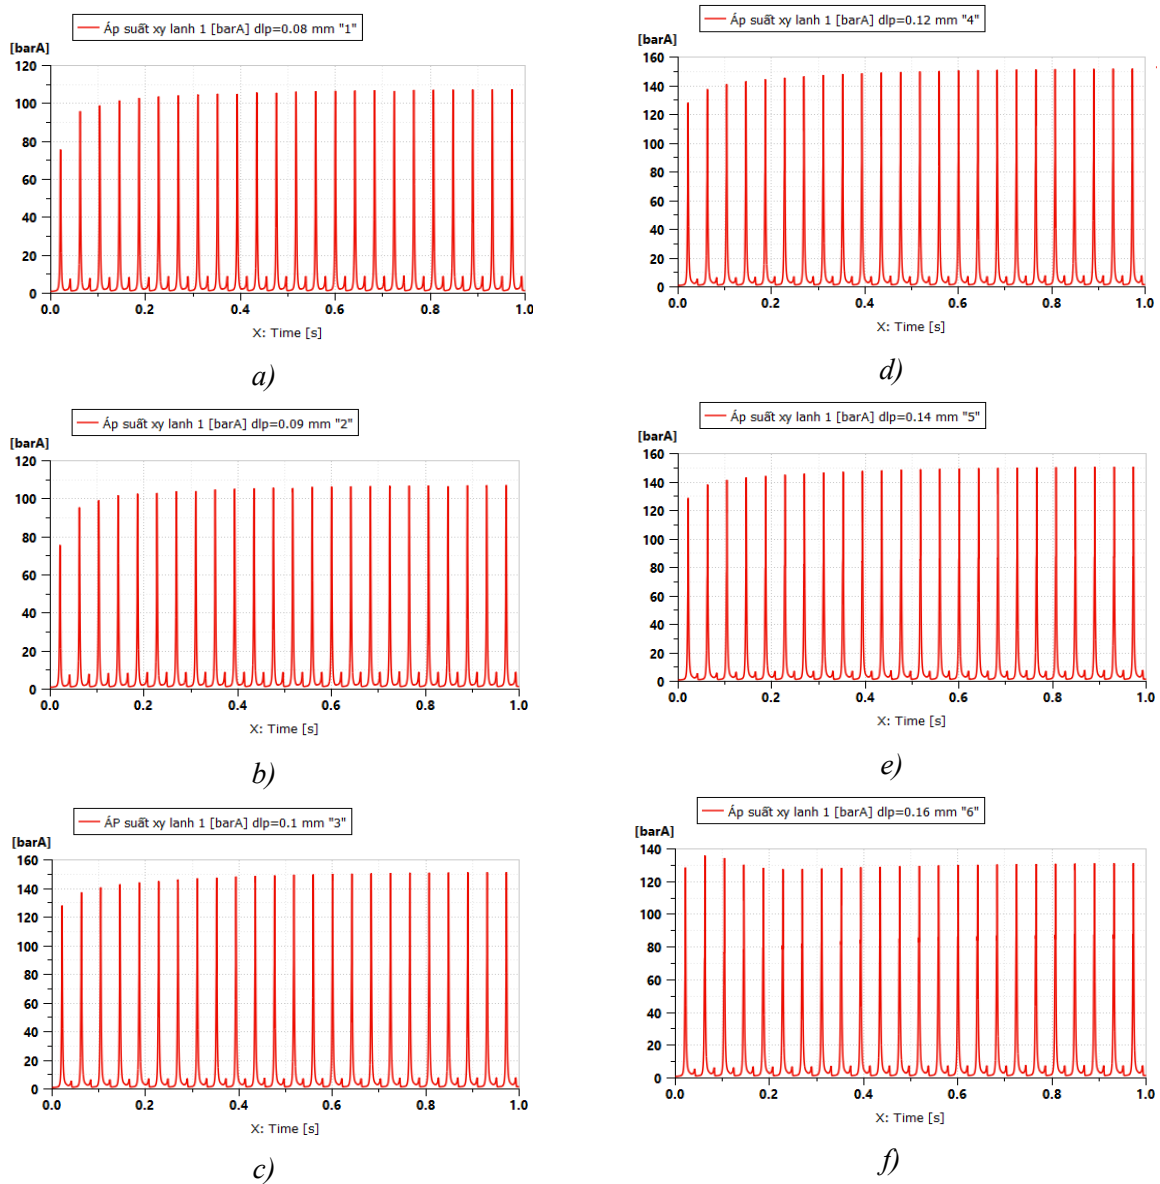 Áp suất xy lanh 1 [barA] dlp=0.08 mm "1"
[barA]
120
100
80
60
40
20
0
0.0 0.2 0.4 0.6 0.8 1.0
X: Time [s]
a)
Áp suất xy lanh 1 [barA] dlp=0.12 mm "4"
[barA]
160
140
120
100
80
60
40
20
0
0.0 0.2 0.4 0.6 0.8 1.0
X: Time [s]
d)
Áp suất xy lanh 1 [barA] dlp=0.09 mm "2"
[barA]
120
100
80
60
40
20
0
0.0 0.2 0.4 0.6 0.8 1.0
X: Time [s]
b)
Áp suất xy lanh 1 [barA] dlp=0.14 mm "5"
[barA]
160
140
120
100
80
60
40
20
0
0.0 0.2 0.4 0.6 0.8 1.0
X: Time [s]
e)
ÁP suất xy lanh 1 [barA] dlp=0.1 mm "3"
[barA]
160
140
120
100
80
60
40
20
0
0.0 0.2 0.4 0.6 0.8 1.0
X: Time [s]
c)
Áp suất xy lanh 1 [barA] dlp=0.16 mm "6"
[barA]
140
120
100
80
60
40
20
0
0.0 0.2 0.4 0.6 0.8 1.0
X: Time [s]
f)